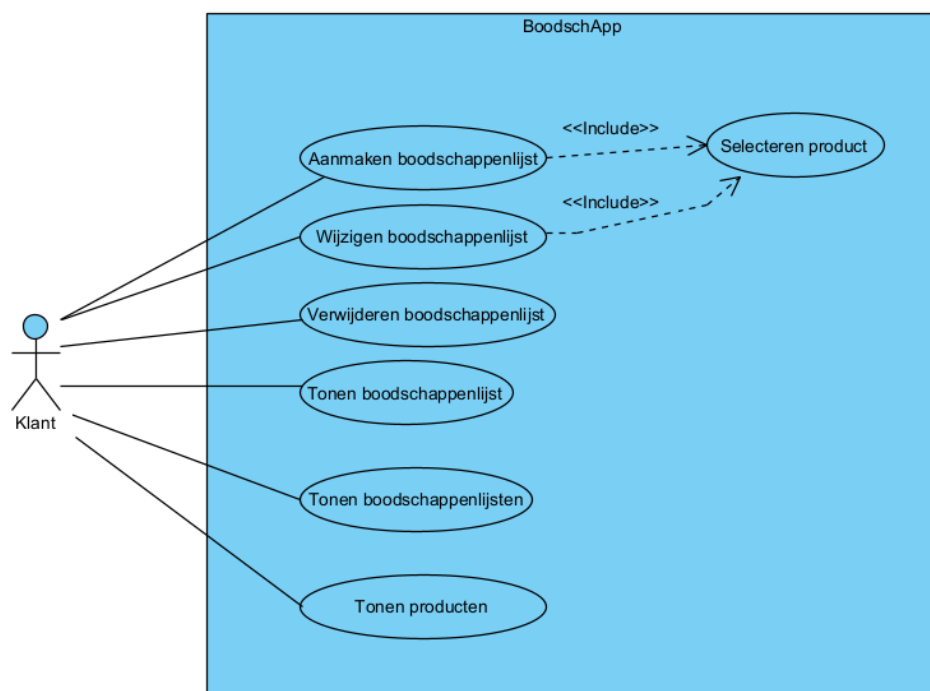 BoodschApp
<<Include>>
Aanmaken boodschappenlijst
Selecteren product
<<Include>>
Wijzigen boodschappenlijst
Verwijderen boodschappenlijst
Tonen boodschappenlijst
Klant
Tonen boodschappenlijsten
Tonen producten